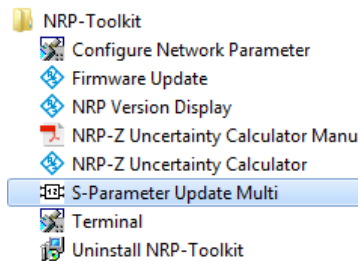 NRP-Toolkit
Configure Network Parameter
Firmware Update
NRP Version Display
NRP-Z Uncertainty Calculator Manu
NRP-Z Uncertainty Calculator
S-Parameter Update Multi
Terminal
Uninstall NRP-Toolkit